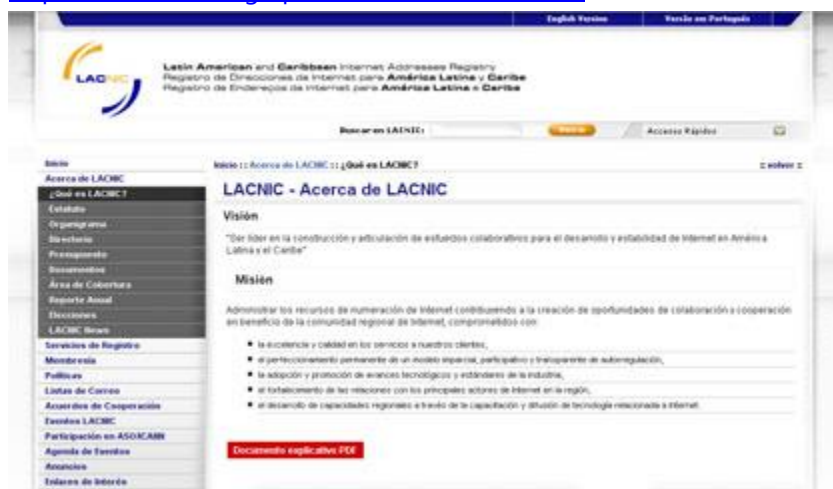 English Version
Versão em Português
LACNIC
Latin American and Caribbean Internet Addresses Registry
Registro de Direcciones de Internet para América Latina y Caribe
Registro de Endereços da Internet para América Latina e Caribe
Buscar en LACNIC:
Accesos Rápidos
Inicio
Inicio :: Acerca de LACNIC :: ¿Qué es LACNIC?
:: volver ::
Acerca de LACNIC
¿Qué es LACNIC?
Estatuto
Organigrama
Directorio
Presupuesto
Documentos
Área de Cobertura
Reporte Anual
Elecciones
LACNIC News
Servicios de Registro
Membresía
Políticas
Listas de Correo
Acuerdos de Cooperación
Eventos LACNIC
Participación en ASO/ICANN
Agenda de Eventos
Anuncios
Enlaces de Interés
LACNIC - Acerca de LACNIC
Visión
"Ser líder en la construcción y articulación de esfuerzos colaborativos para el desarrollo y estabilidad de Internet en América
Latina y el Caribe"
Misión
Administrar los recursos de numeración de Internet contribuyendo a la creación de oportunidades de colaboración y cooperación
en beneficio de la comunidad regional de Internet, comprometidos con:
la excelencia y calidad en los servicios a nuestros clientes,
el perfeccionamiento permanente de un modelo imparcial, participativo y transparente de autorregulación,
la adopción y promoción de avances tecnológicos y estándares de la industria,
el fortalecimiento de las relaciones con los principales actores de Internet en la región,
el desarrollo de capacidades regionales a través de la capacitación y difusión de tecnología relacionada a Internet.
Documento explicativo PDF